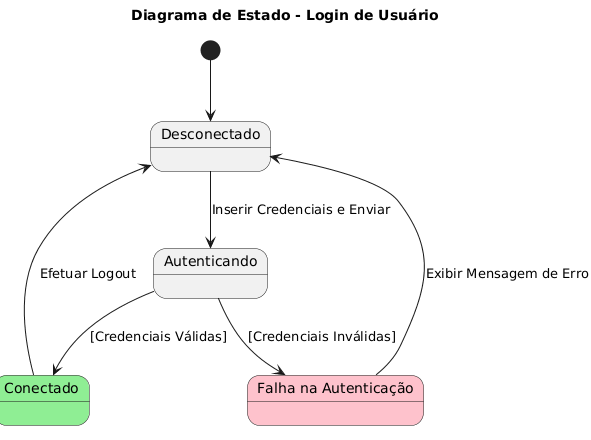 Diagrama de Estado - Login de Usuário
Desconectado
Inserir Credenciais e Enviar
Autenticando
Efetuar Logout
Exibir Mensagem de Erro
[Credenciais Válidas]
[Credenciais Inválidas]
Conectado
Falha na Autenticação